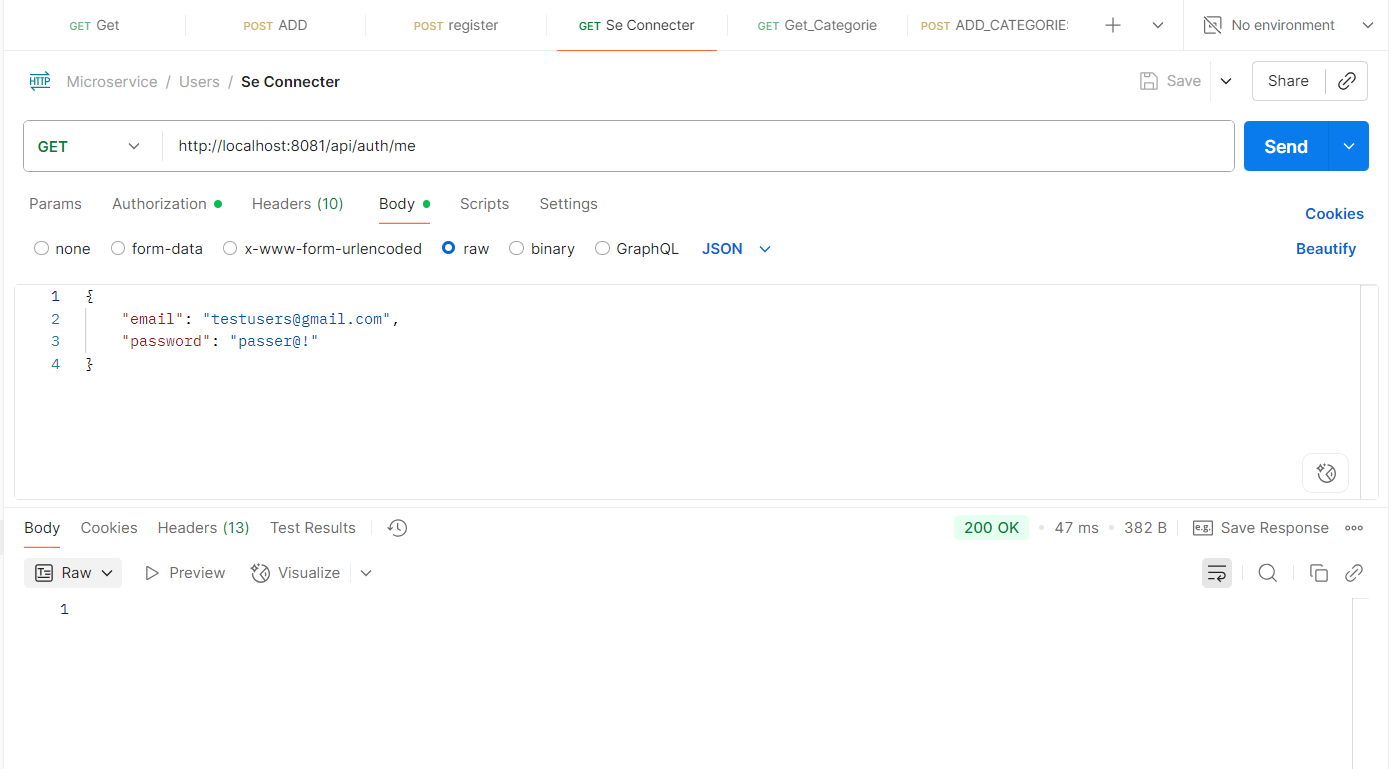 GET Get POST ADD POST register GET Se Connecter GET Get_Categorie POST ADD_CATEGORIE No environment
HTTP Microservice / Users / Se Connecter Save Share
GET http://localhost:8081/api/auth/me Send
Params Authorization Headers (10) Body Scripts Settings Cookies
none form-data x-www-form-urlencoded raw binary GraphQL JSON Beautify
1 {
2 "email": "testusers@gmail.com",
3 "password": "passer@!"
4 }
Body Cookies Headers (13) Test Results 200 OK 47 ms 382 B e.g. Save Response
Raw Preview Visualize
1